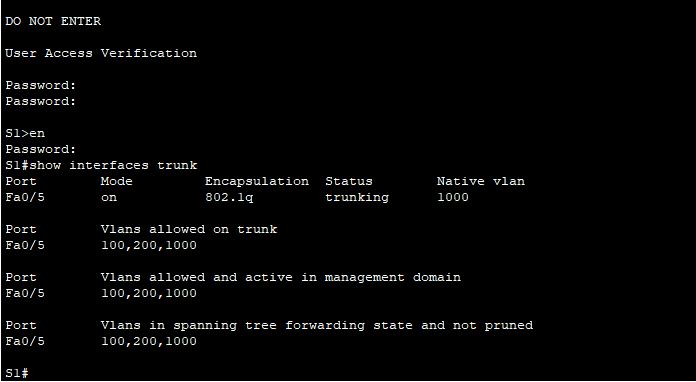 DO NOT ENTER
User Access Verification
Password:
Password:
S1>en
Password:
S1#show interfaces trunk
Port        Mode         Encapsulation  Status        Native vlan
Fa0/5       on           802.1q         trunking      1000
Port        Vlans allowed on trunk
Fa0/5       100,200,1000
Port        Vlans allowed and active in management domain
Fa0/5       100,200,1000
Port        Vlans in spanning tree forwarding state and not pruned
Fa0/5       100,200,1000
S1#